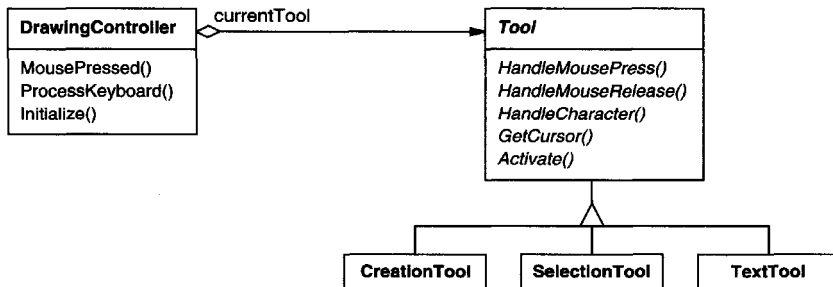 currentTool
DrawingController
MousePressed()
ProcessKeyboard()
Initialize()
Tool
HandleMousePress()
HandleMouseRelease()
HandleCharacter()
GetCursor()
Activate()
CreationTool
SelectionTool
TextTool